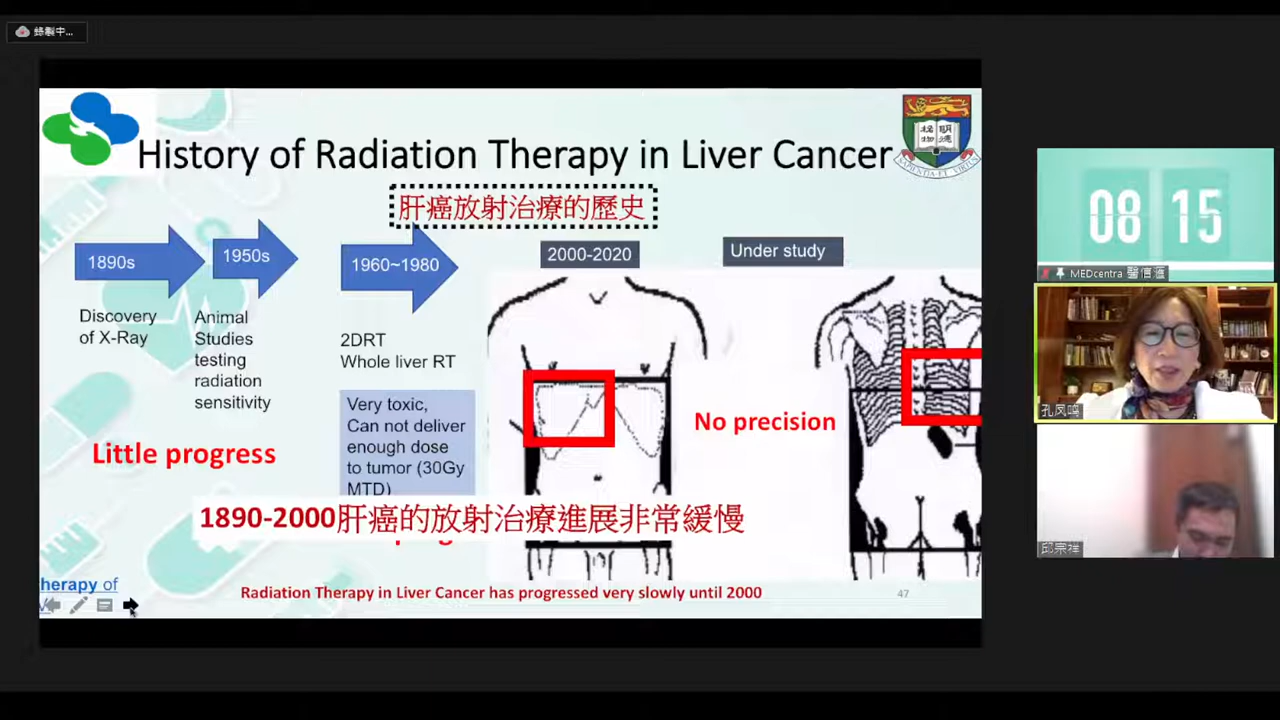 錄製中...
History of Radiation Therapy in Liver Cancer
肝癌放射治療的歷史
1890s
1950s
1960~1980
2000-2020
Under study
Discovery
of X-Ray
Animal
Studies
testing
radiation
sensitivity
2DRT
Whole liver RT
Very toxic,
Can not deliver
enough dose
to tumor (30Gy
MTD)
No precision
Little progress
1890-2000肝癌的放射治療進展非常緩慢
herapy of
Radiation Therapy in Liver Cancer has progressed very slowly until 2000
47
08 15
MEDcentra 醫信滙
孔凤鸣
邱宗祥